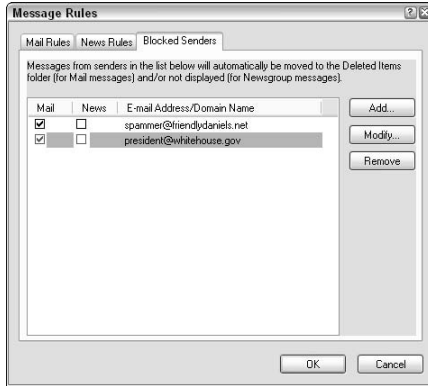 Message Rules
Mail Rules News Rules Blocked Senders
Messages from senders in the list below will automatically be moved to the Deleted Items
folder (for Mail messages) and/or not displayed (for Newsgroup messages).
Mail News E-mail Address/Domain Name
spammer@friendlydaniels.net
president@whitehouse.gov
Add...
Modify...
Remove
OK Cancel